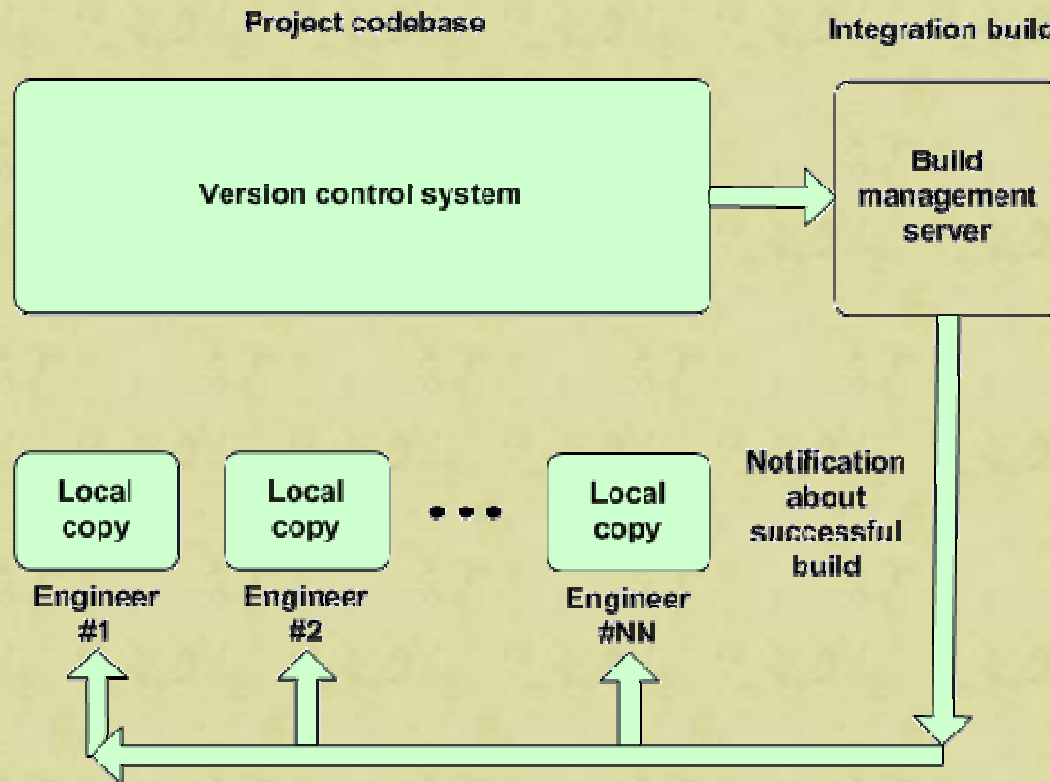 Project codebase
Integration build
Version control system
Build
management
server
Local
copy
Local
copy
Local
copy
Notification
about
successful
build
Engineer
#1
Engineer
#2
Engineer
#NN